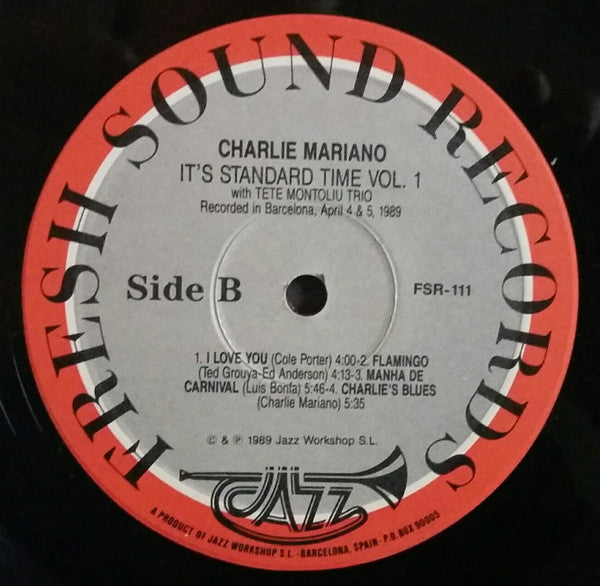 FRESH SOUND RECORDS
CHARLIE MARIANO
IT'S STANDARD TIME VOL. 1
with TETE MONTOLIU TRIO
Recorded in Barcelona, April 4 & 5, 1989
Side B
FSR-111
1. I LOVE YOU (Cole Porter) 4:00-2. FLAMINGO
(Ted Grouya-Ed Anderson) 4:13-3. MANHA DE
CARNIVAL (Luis Bonfa) 5:46-4. CHARLIE'S BLUES
(Charlie Mariano) 5:35
© & ℗ 1989 Jazz Workshop S.L.
JAZZ
A PRODUCT OF JAZZ WORKSHOP S.L.-BARCELONA, SPAIN-P.O. BOX 90005